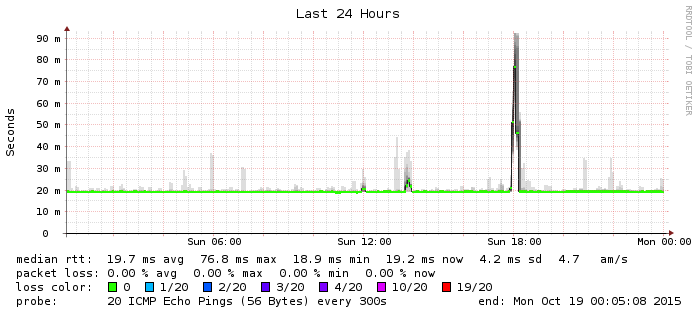 Last 24 Hours
RRDTOOL / TOBI OETIKER
Seconds
90 m
80 m
70 m
60 m
50 m
40 m
30 m
20 m
10 m
0
Sun 06:00 Sun 12:00 Sun 18:00 Mon 00:00
median rtt: 19.7 ms avg 76.8 ms max 18.9 ms min 19.2 ms now 4.2 ms sd 4.7 am/s
packet loss: 0.00 % avg 0.00 % max 0.00 % min 0.00 % now
loss color: 0 1/20 2/20 3/20 4/20 10/20 19/20
probe: 20 ICMP Echo Pings (56 Bytes) every 300s end: Mon Oct 19 00:05:08 2015